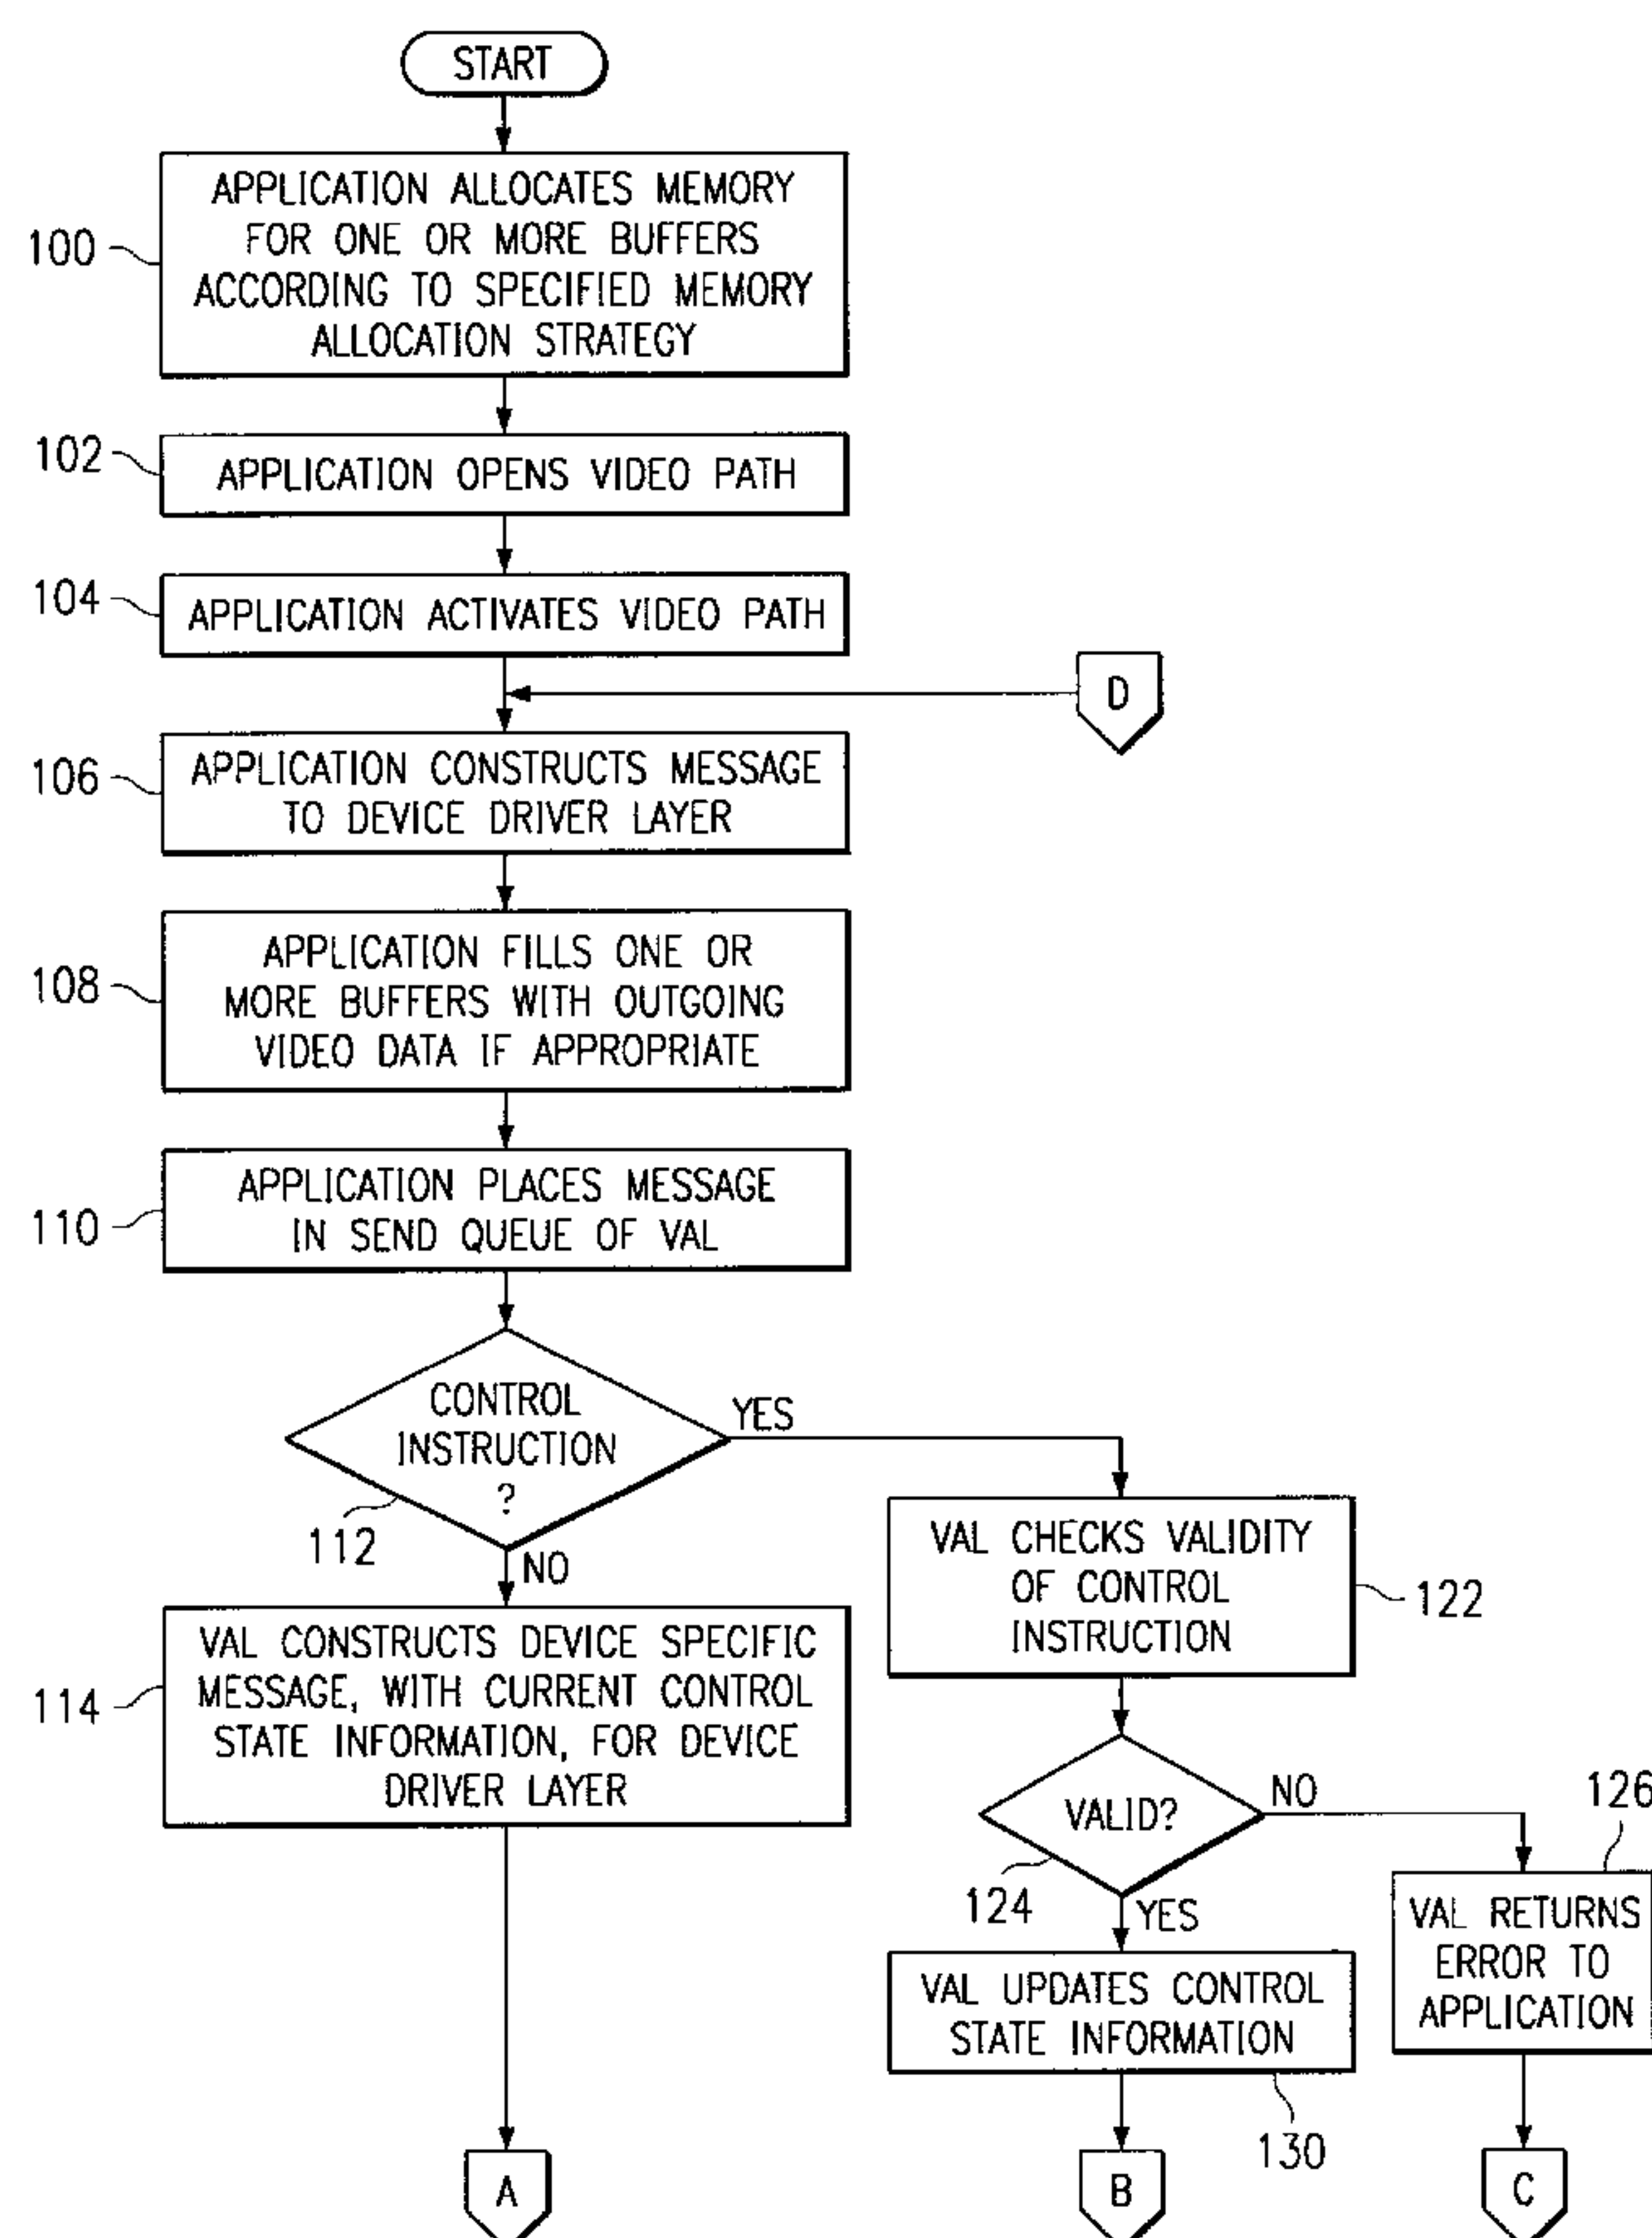 START
100
APPLICATION ALLOCATES MEMORY
FOR ONE OR MORE BUFFERS
ACCORDING TO SPECIFIED MEMORY
ALLOCATION STRATEGY
102
APPLICATION OPENS VIDEO PATH
104
APPLICATION ACTIVATES VIDEO PATH
D
106
APPLICATION CONSTRUCTS MESSAGE
TO DEVICE DRIVER LAYER
108
APPLICATION FILLS ONE OR
MORE BUFFERS WITH OUTGOING
VIDEO DATA IF APPROPRIATE
110
APPLICATION PLACES MESSAGE
IN SEND QUEUE OF VAL
CONTROL
INSTRUCTION
?
YES
112
NO
VAL CHECKS VALIDITY
OF CONTROL
INSTRUCTION
122
114
VAL CONSTRUCTS DEVICE SPECIFIC
MESSAGE, WITH CURRENT CONTROL
STATE INFORMATION, FOR DEVICE
DRIVER LAYER
VALID?
NO
126
124
YES
VAL RETURNS
ERROR TO
APPLICATION
VAL UPDATES CONTROL
STATE INFORMATION
130
A
B
C